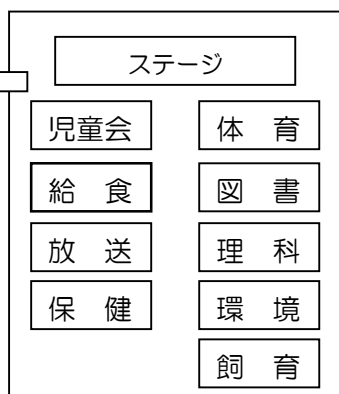 ステージ
児童会 体 育
給 食 図 書
放 送 理 科
保 健 環 境
飼 育